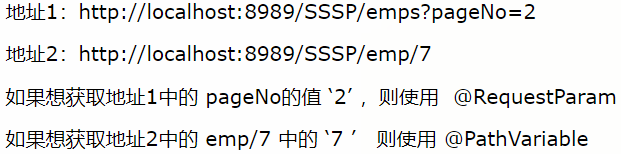 地址1：http://localhost:8989/SSSP/emps?pageNo=2
地址2：http://localhost:8989/SSSP/emp/7
如果想获取地址1中的 pageNo的值 ‘2’ ，则使用 @RequestParam
如果想获取地址2中的 emp/7 中的 ‘7 ’ 则使用 @PathVariable